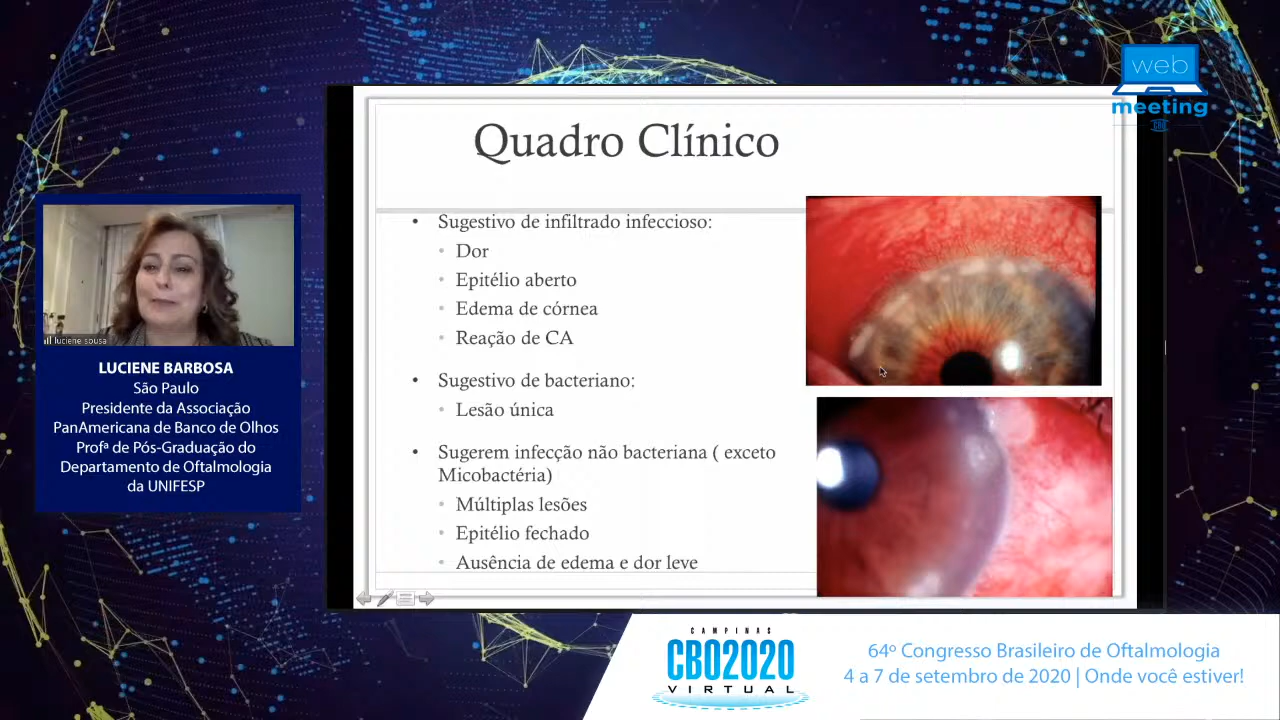 web
meeting
CBO
Quadro Clínico
• Sugestivo de infiltrado infeccioso:
• Dor
• Epitélio aberto
• Edema de córnea
• Reação de CA
• Sugestivo de bacteriano:
• Lesão única
• Sugerem infecção não bacteriana ( exceto
Micobactéria)
• Múltiplas lesões
• Epitélio fechado
• Ausência de edema e dor leve
luciene sousa
LUCIENE BARBOSA
São Paulo
Presidente da Associação
PanAmericana de Banco de Olhos
Profª de Pós-Graduação do
Departamento de Oftalmologia
da UNIFESP
CAMPINAS
CBO2020
VIRTUAL
64º Congresso Brasileiro de Oftalmologia
4 a 7 de setembro de 2020 | Onde você estiver!